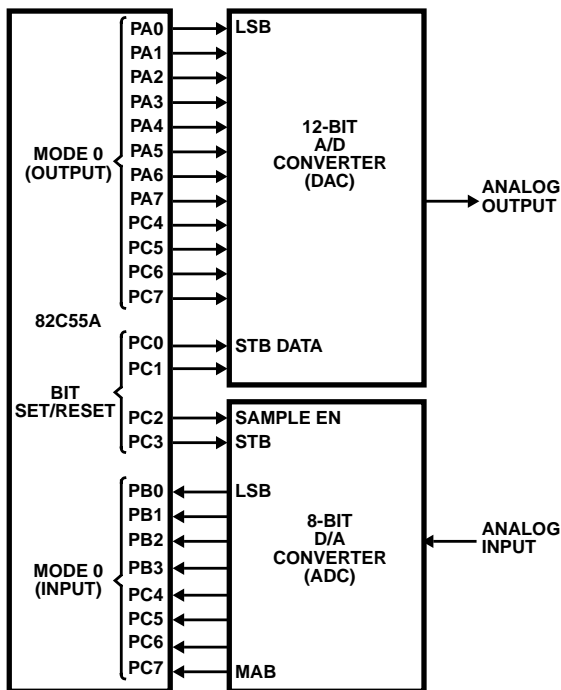 PA0
PA1
PA2
PA3
PA4
PA5
PA6
PA7
PC4
PC5
PC6
PC7
MODE 0
(OUTPUT)
82C55A
PC0
PC1
PC2
PC3
BIT
SET/RESET
PB0
PB1
PB2
PB3
PC4
PC5
PC6
PC7
MODE 0
(INPUT)
LSB
12-BIT
A/D
CONVERTER
(DAC)
STB DATA
ANALOG
OUTPUT
SAMPLE EN
STB
LSB
8-BIT
D/A
CONVERTER
(ADC)
MAB
ANALOG
INPUT